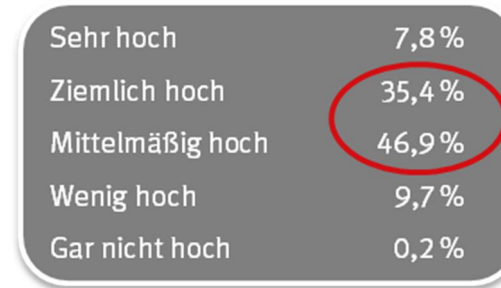 Sehr hoch 7,8 %
Ziemlich hoch 35,4 %
Mittelmäßig hoch 46,9 %
Wenig hoch 9,7 %
Gar nicht hoch 0,2 %